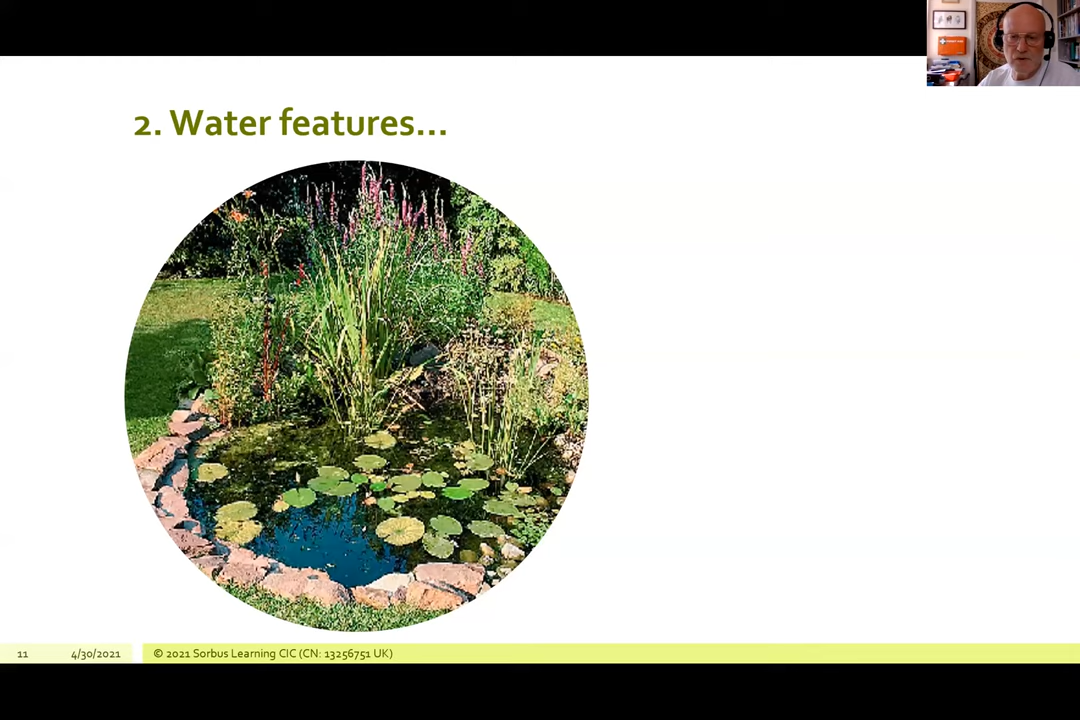 2. Water features...
11
4/30/2021
© 2021 Sorbus Learning CIC (CN: 13256751 UK)